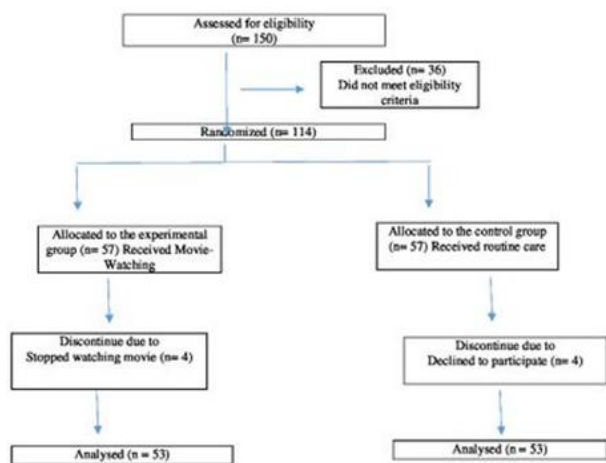 Assessed for eligibility
(n= 150)
Excluded (n= 36)
Did not meet eligibility
criteria
Randomized (n= 114)
Allocated to the experimental
group (n= 57) Received Movie-
Watching
Allocated to the control group
(n= 57) Received routine care
Discontinue due to
Stopped watching movie (n= 4)
Discontinue due to
Declined to participate (n= 4)
Analysed (n= 53)
Analysed (n= 53)